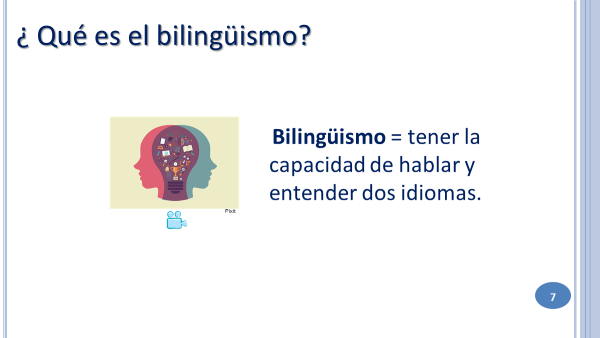 ¿ Qué es el bilingüismo?
Bilingüismo = tener la
capacidad de hablar y
entender dos idiomas.
Pixit
7